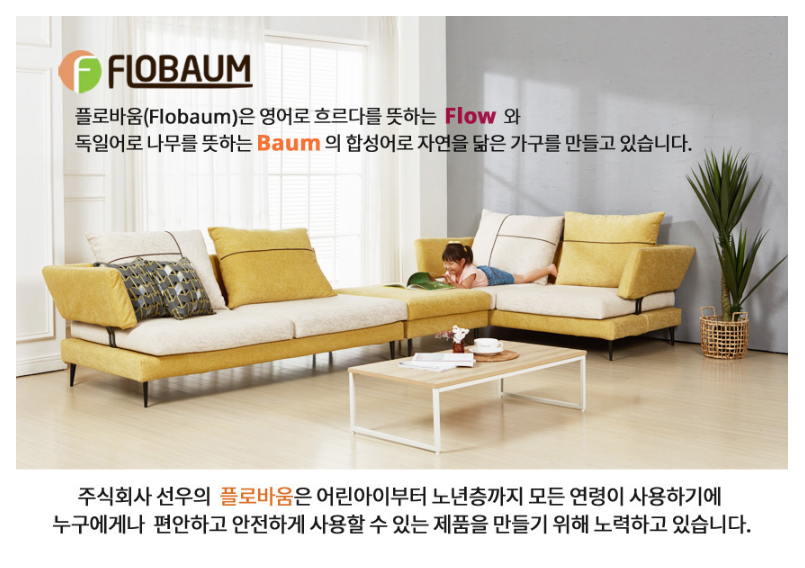 FLOBAUM
플로바움(Flobaum)은 영어로 흐르다를 뜻하는 Flow 와
독일어로 나무를 뜻하는 Baum 의 합성어로 자연을 닮은 가구를 만들고 있습니다.
주식회사 선우의 플로바움은 어린아이부터 노년층까지 모든 연령이 사용하기에
누구에게나 편안하고 안전하게 사용할 수 있는 제품을 만들기 위해 노력하고 있습니다.